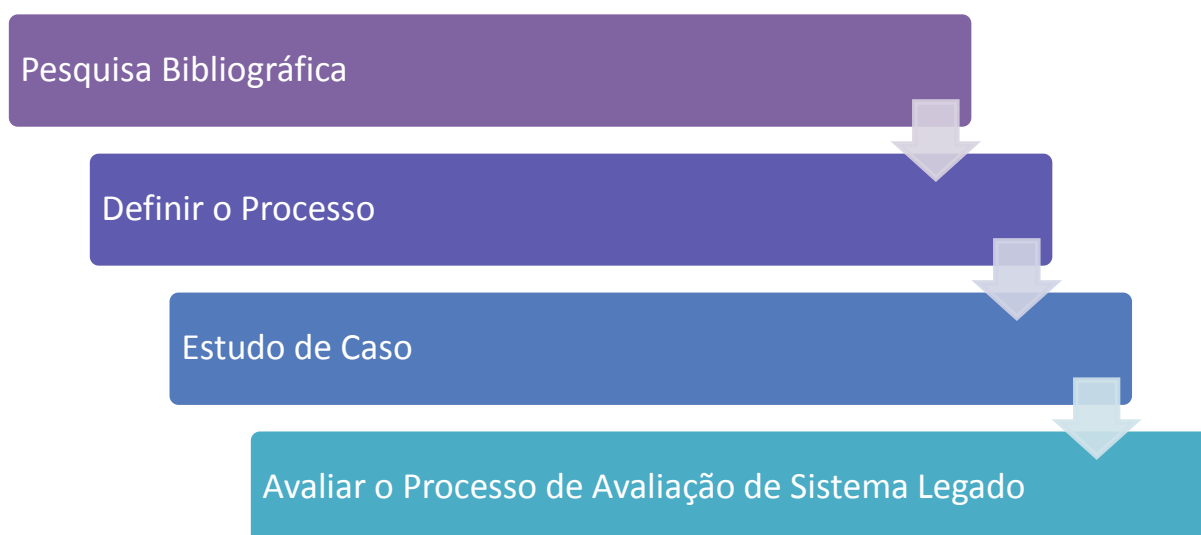 Pesquisa Bibliográfica
Definir o Processo
Estudo de Caso
Avaliar o Processo de Avaliação de Sistema Legado